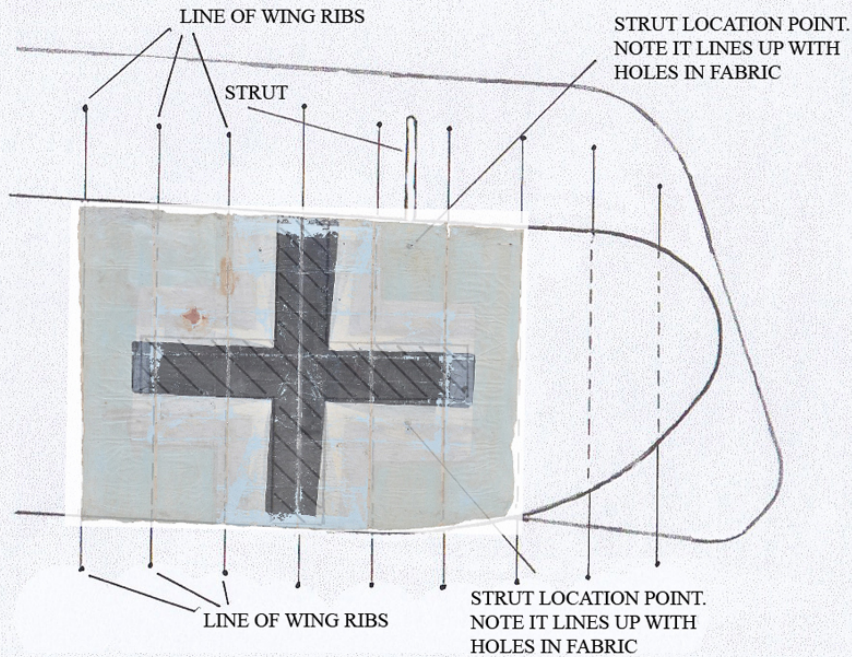 LINE OF WING RIBS
STRUT LOCATION POINT.
NOTE IT LINES UP WITH
HOLES IN FABRIC
STRUT
STRUT LOCATION POINT.
NOTE IT LINES UP WITH
HOLES IN FABRIC
LINE OF WING RIBS